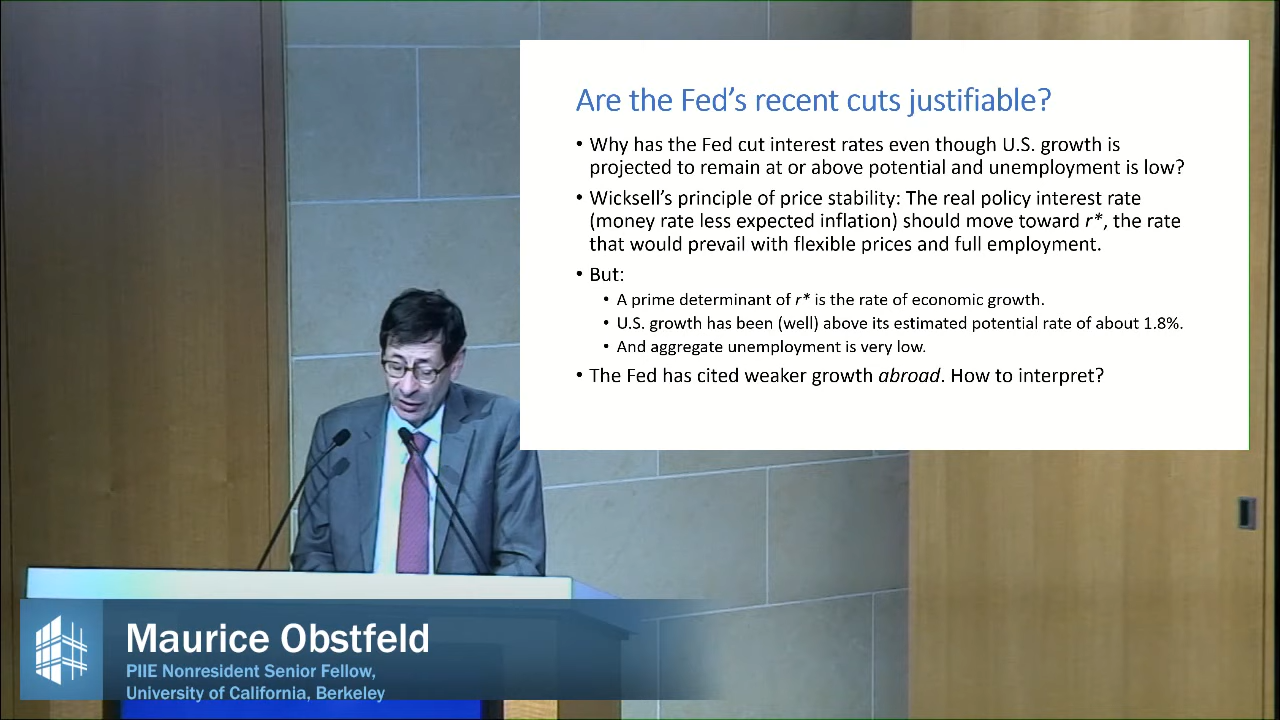 Are the Fed's recent cuts justifiable?
• Why has the Fed cut interest rates even though U.S. growth is
projected to remain at or above potential and unemployment is low?
• Wicksell's principle of price stability: The real policy interest rate
(money rate less expected inflation) should move toward r*, the rate
that would prevail with flexible prices and full employment.
• But:
• A prime determinant of r* is the rate of economic growth.
• U.S. growth has been (well) above its estimated potential rate of about 1.8%.
• And aggregate unemployment is very low.
• The Fed has cited weaker growth abroad. How to interpret?
Maurice Obstfeld
PIIE Nonresident Senior Fellow,
University of California, Berkeley